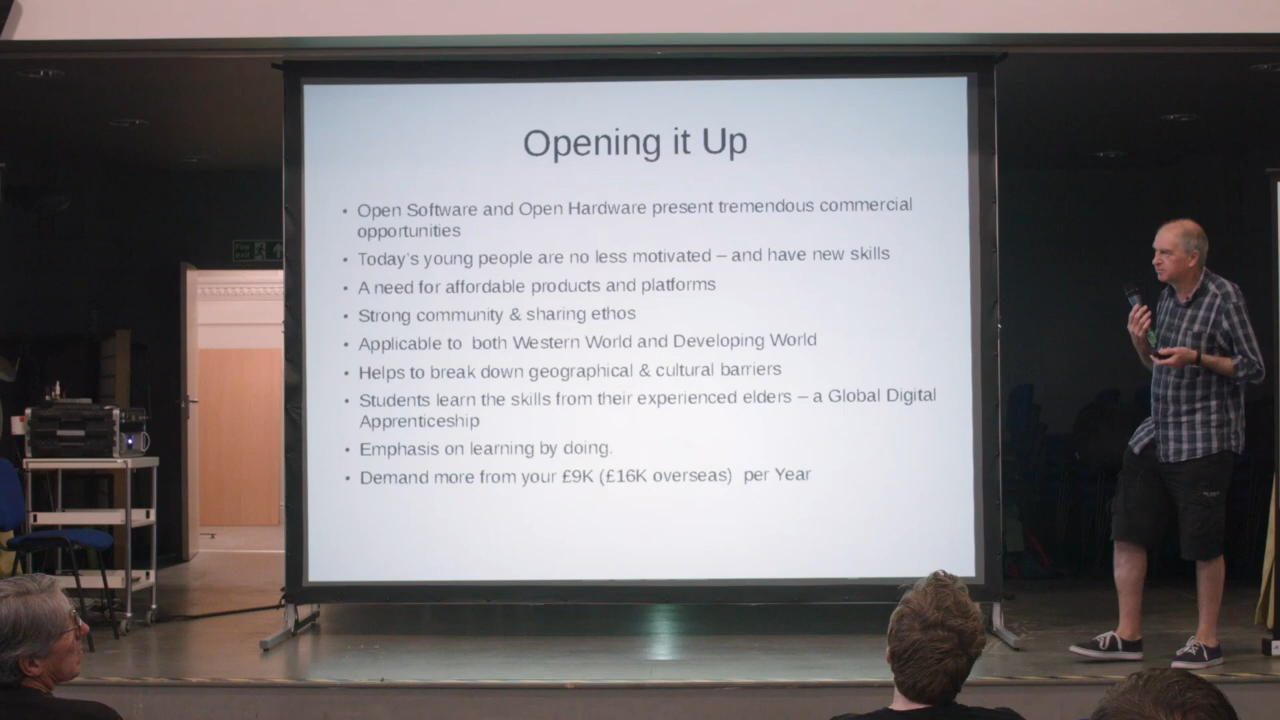 Opening it Up
• Open Software and Open Hardware present tremendous commercial
opportunities
• Today's young people are no less motivated – and have new skills
• A need for affordable products and platforms
• Strong community & sharing ethos
• Applicable to  both Western World and Developing World
• Helps to break down geographical & cultural barriers
• Students learn the skills from their experienced elders – a Global Digital
Apprenticeship
• Emphasis on learning by doing.
• Demand more from your £9K (£16K overseas)  per Year
Fire
exit